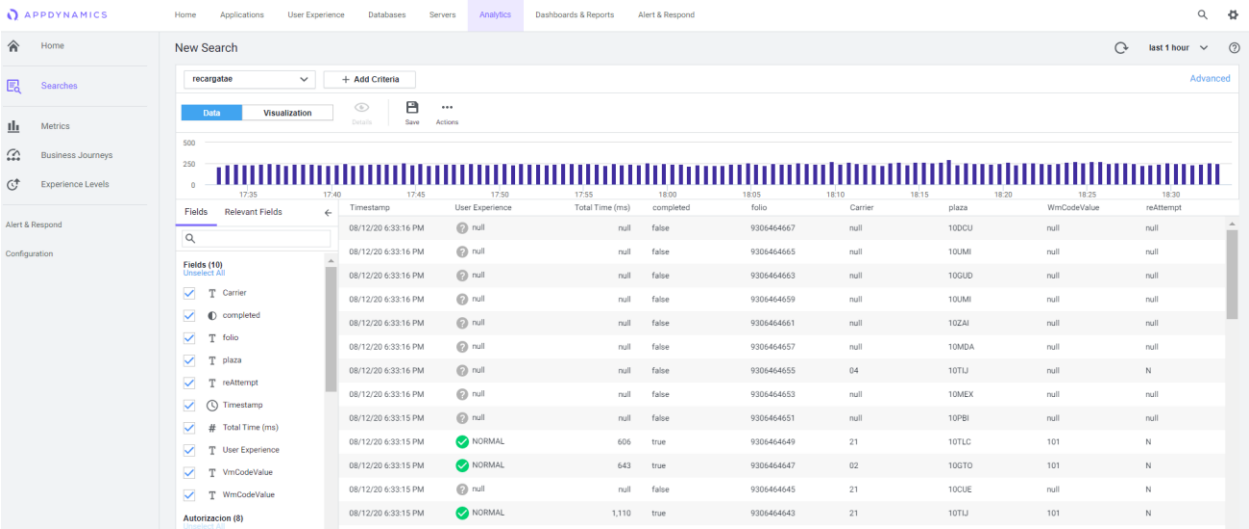 APPDYNAMICS
Home Applications User Experience Databases Servers Analytics Dashboards & Reports Alert & Respond
Home
Searches
Metrics
Business Journeys
Experience Levels
Alert & Respond
Configuration
New Search
last 1 hour
recargatae
+ Add Criteria
Advanced
Data Visualization
Details Save Actions
500
250
0
17:35 17:40 17:45 17:50 17:55 18:00 18:05 18:10 18:15 18:20 18:25 18:30
Fields Relevant Fields
Fields (10)
Unselect All
T Carrier
completed
T folio
T plaza
T reAttempt
Timestamp
# Total Time (ms)
T User Experience
T VmCodeValue
T WmCodeValue
Autorizacion (8)
Unselect All
Timestamp User Experience Total Time (ms) completed folio Carrier plaza WmCodeValue reAttempt
08/12/20 6:33:16 PM ? null null false 9306464667 null 10DCU null null
08/12/20 6:33:16 PM ? null null false 9306464665 null 10UMI null null
08/12/20 6:33:16 PM ? null null false 9306464663 null 10GUD null null
08/12/20 6:33:16 PM ? null null false 9306464659 null 10UMI null null
08/12/20 6:33:16 PM ? null null false 9306464661 null 10ZAI null null
08/12/20 6:33:16 PM ? null null false 9306464657 null 10MDA null null
08/12/20 6:33:16 PM ? null null false 9306464655 04 10TIJ null N
08/12/20 6:33:16 PM ? null null false 9306464653 null 10MEX null null
08/12/20 6:33:15 PM ? null null false 9306464651 null 10PBI null null
08/12/20 6:33:15 PM NORMAL 606 true 9306464649 21 10TLC 101 N
08/12/20 6:33:15 PM NORMAL 643 true 9306464647 02 10GTO 101 N
08/12/20 6:33:15 PM ? null null false 9306464645 21 10CUE null N
08/12/20 6:33:15 PM NORMAL 1,110 true 9306464643 21 10TIJ 101 N